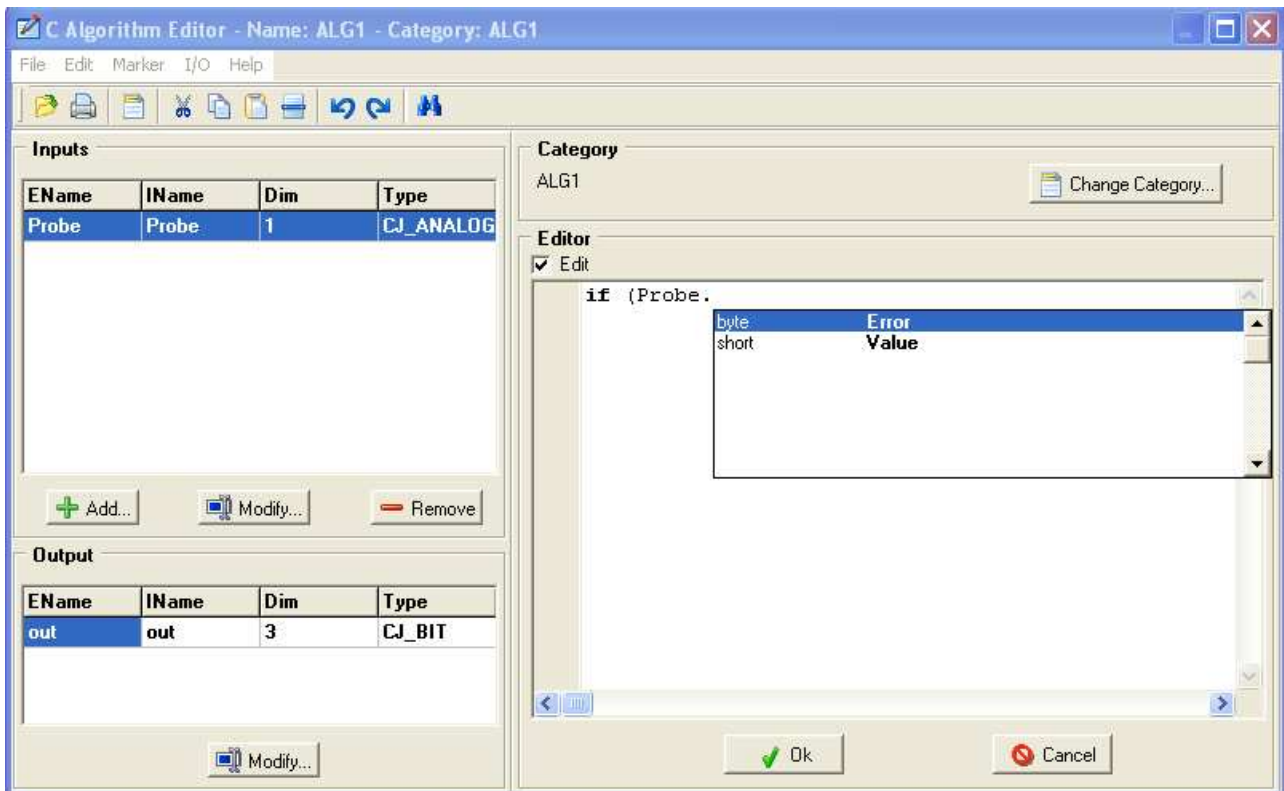 C Algorithm Editor - Name: ALG1 - Category: ALG1
File Edit Marker I/O Help
Inputs
EName IName Dim Type
Probe Probe 1 CJ_ANALOG
Add... Modify... Remove
Output
EName IName Dim Type
out out 3 CJ_BIT
Modify...
Category
ALG1
Change Category...
Editor
Edit
if (Probe.
byte Error
short Value
Ok Cancel